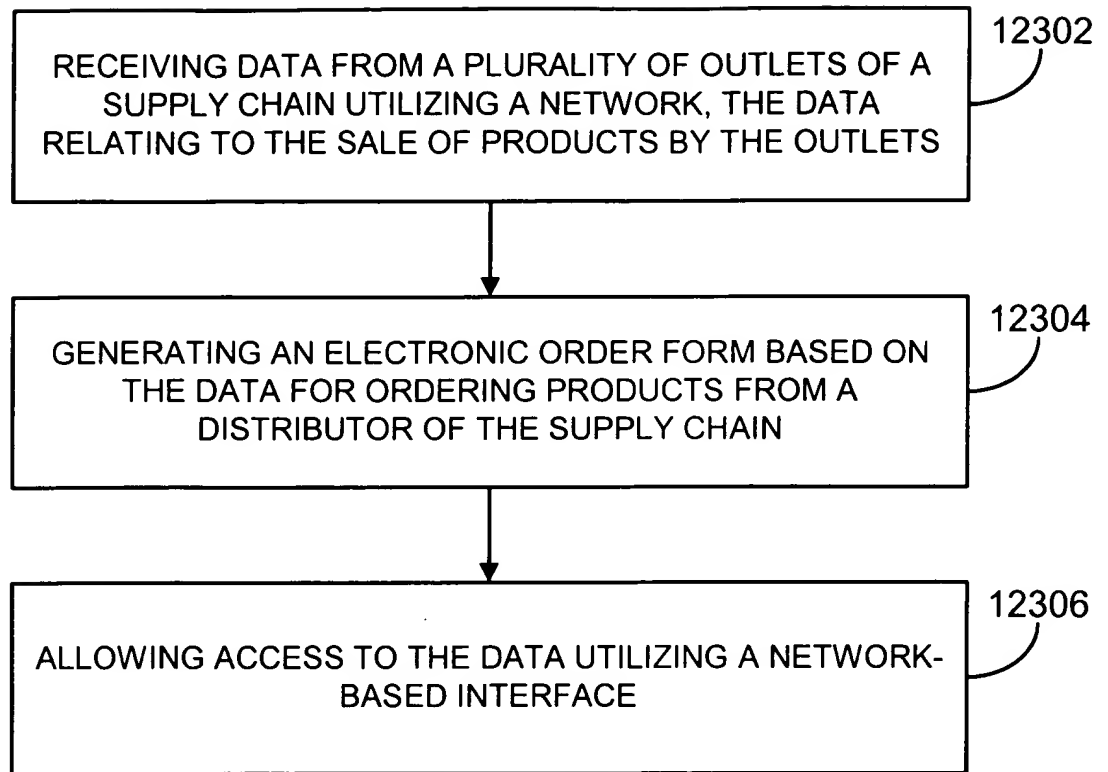 12302
RECEIVING DATA FROM A PLURALITY OF OUTLETS OF A
SUPPLY CHAIN UTILIZING A NETWORK, THE DATA
RELATING TO THE SALE OF PRODUCTS BY THE OUTLETS
12304
GENERATING AN ELECTRONIC ORDER FORM BASED ON
THE DATA FOR ORDERING PRODUCTS FROM A
DISTRIBUTOR OF THE SUPPLY CHAIN
12306
ALLOWING ACCESS TO THE DATA UTILIZING A NETWORK-
BASED INTERFACE